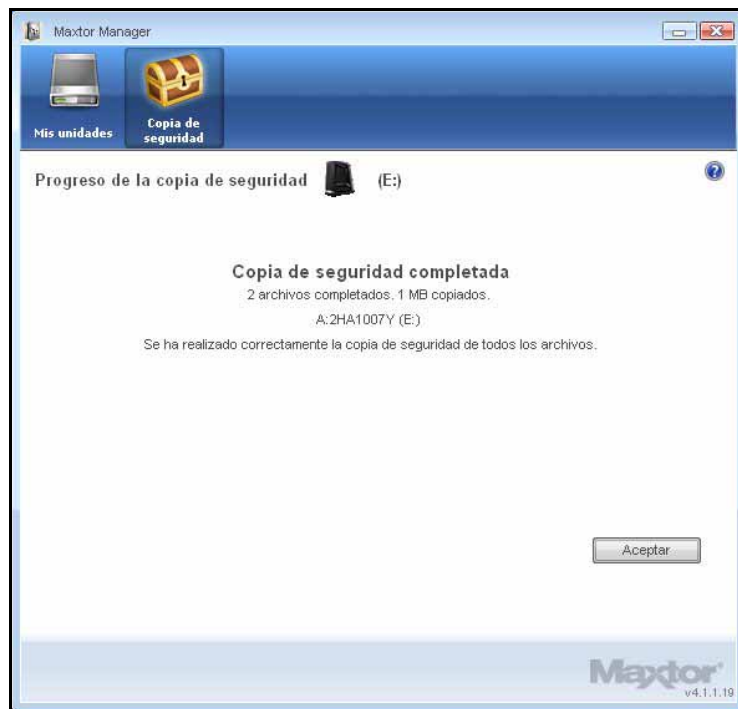 Maxtor Manager
Mis unidades
Copia de
seguridad
Progreso de la copia de seguridad (E:)
Copia de seguridad completada
2 archivos completados. 1 MB copiados.
A:2HA1007Y (E:)
Se ha realizado correctamente la copia de seguridad de todos los archivos.
Aceptar
Maxtor
v4.1.1.19